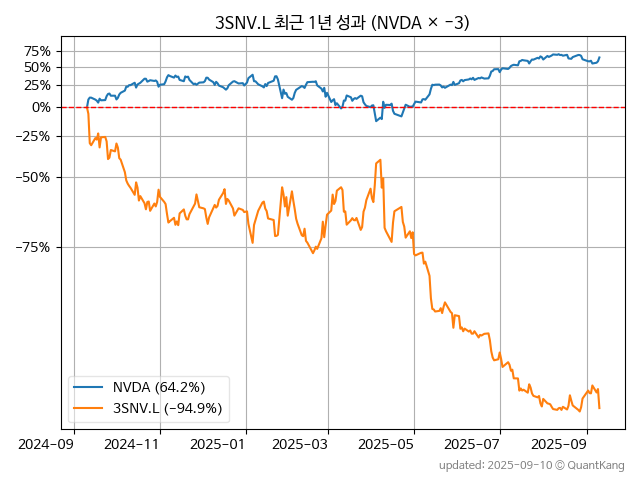 3SNV.L 최근 1년 성과 (NVDA × −3)
75%
50%
25%
0%
−25%
−50%
−75%
NVDA (64.2%)
3SNV.L (−94.9%)
2024−09 2024−11 2025−01 2025−03 2025−05 2025−07 2025−09
updated: 2025-09-10 © QuantKang